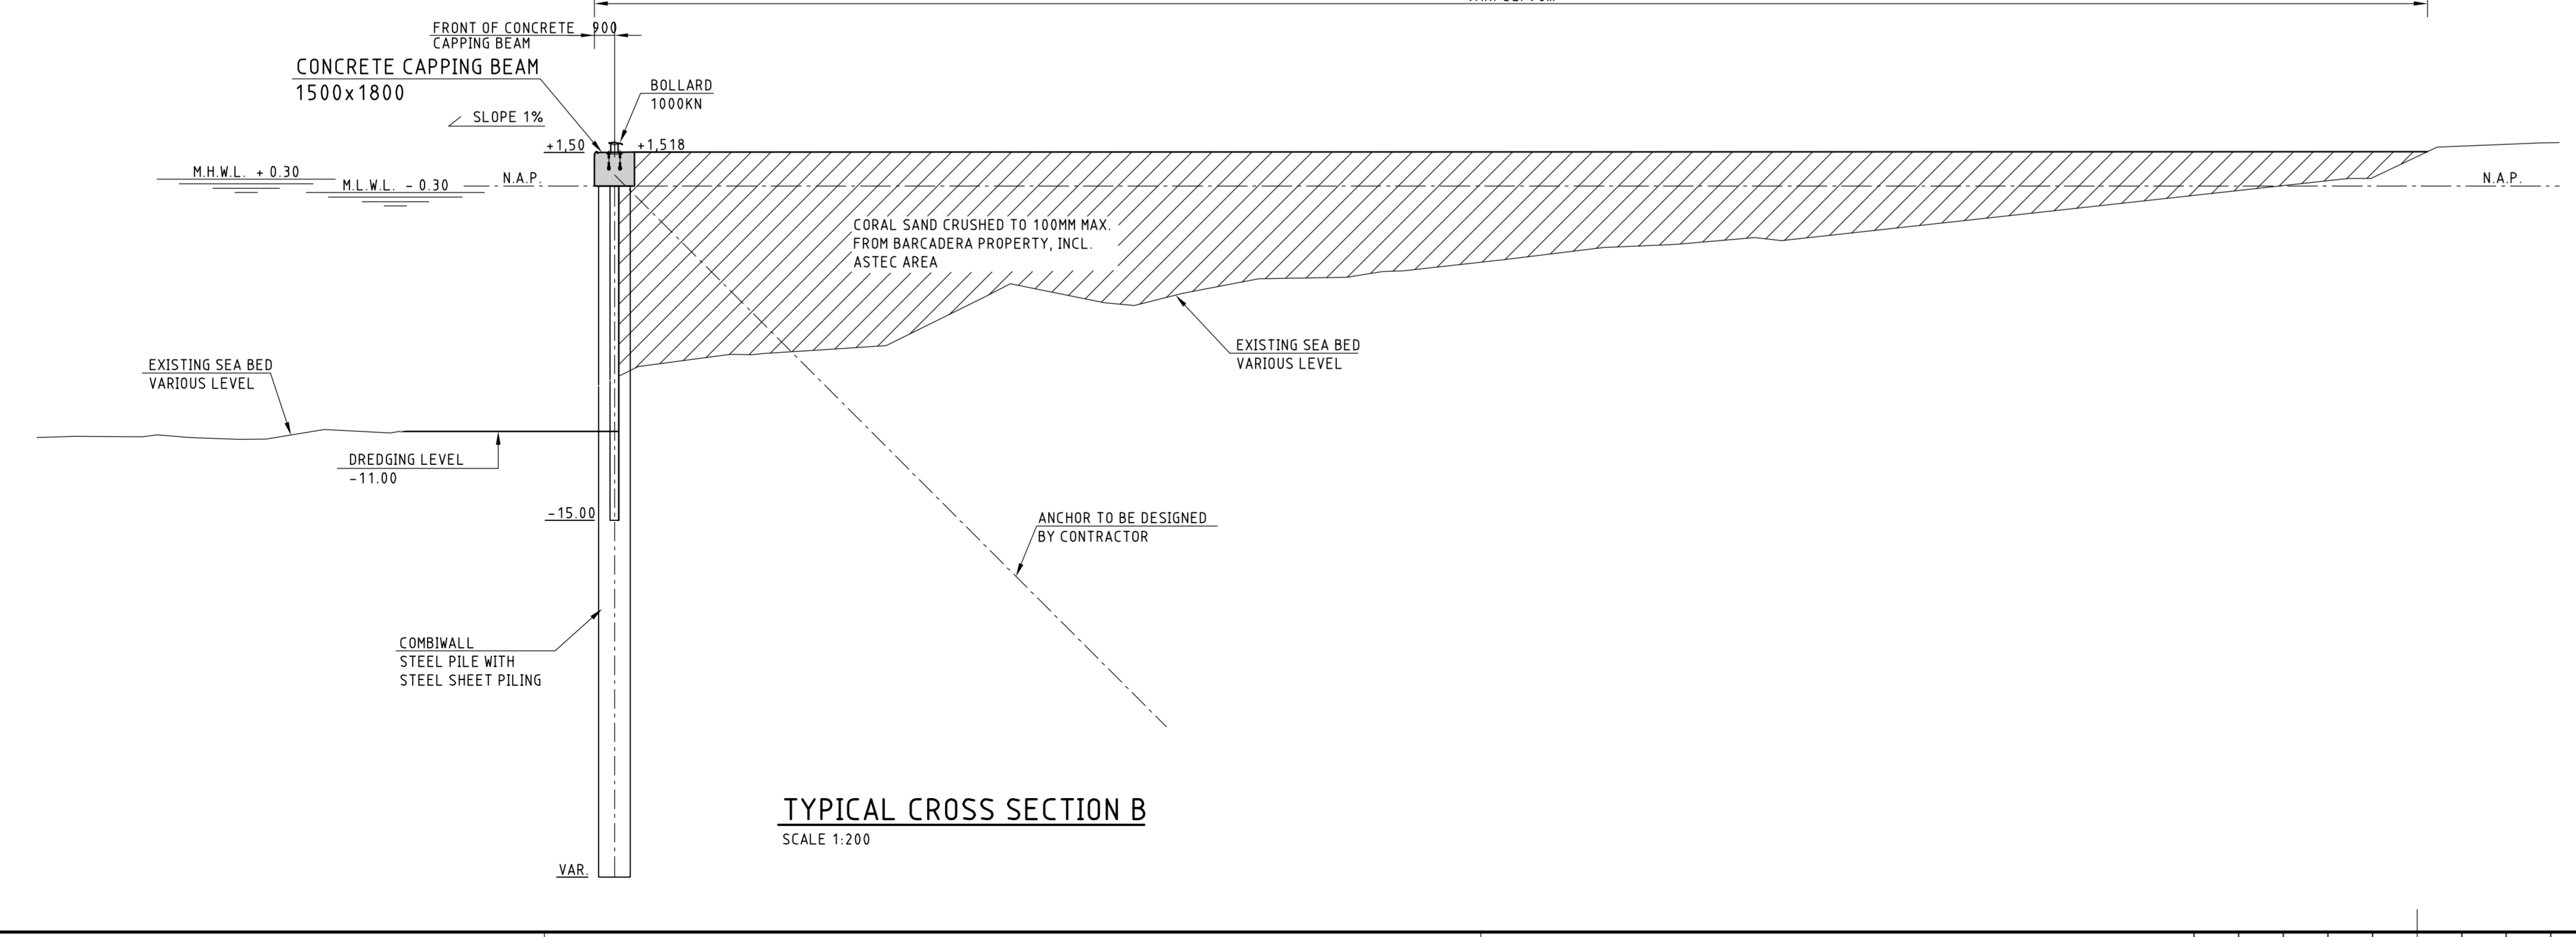 FRONT OF CONCRETE 900
CAPPING BEAM
CONCRETE CAPPING BEAM
1500x1800
BOLLARD
1000KN
SLOPE 1%
+1,50
+1,518
M.H.W.L. + 0.30
M.L.W.L. - 0.30
N.A.P.
N.A.P.
CORAL SAND CRUSHED TO 100MM MAX.
FROM BARCADERA PROPERTY, INCL.
ASTEC AREA
EXISTING SEA BED
VARIOUS LEVEL
EXISTING SEA BED
VARIOUS LEVEL
DREDGING LEVEL
-11.00
-15.00
ANCHOR TO BE DESIGNED
BY CONTRACTOR
COMBIWALL
STEEL PILE WITH
STEEL SHEET PILING
TYPICAL CROSS SECTION B
SCALE 1:200
VAR.